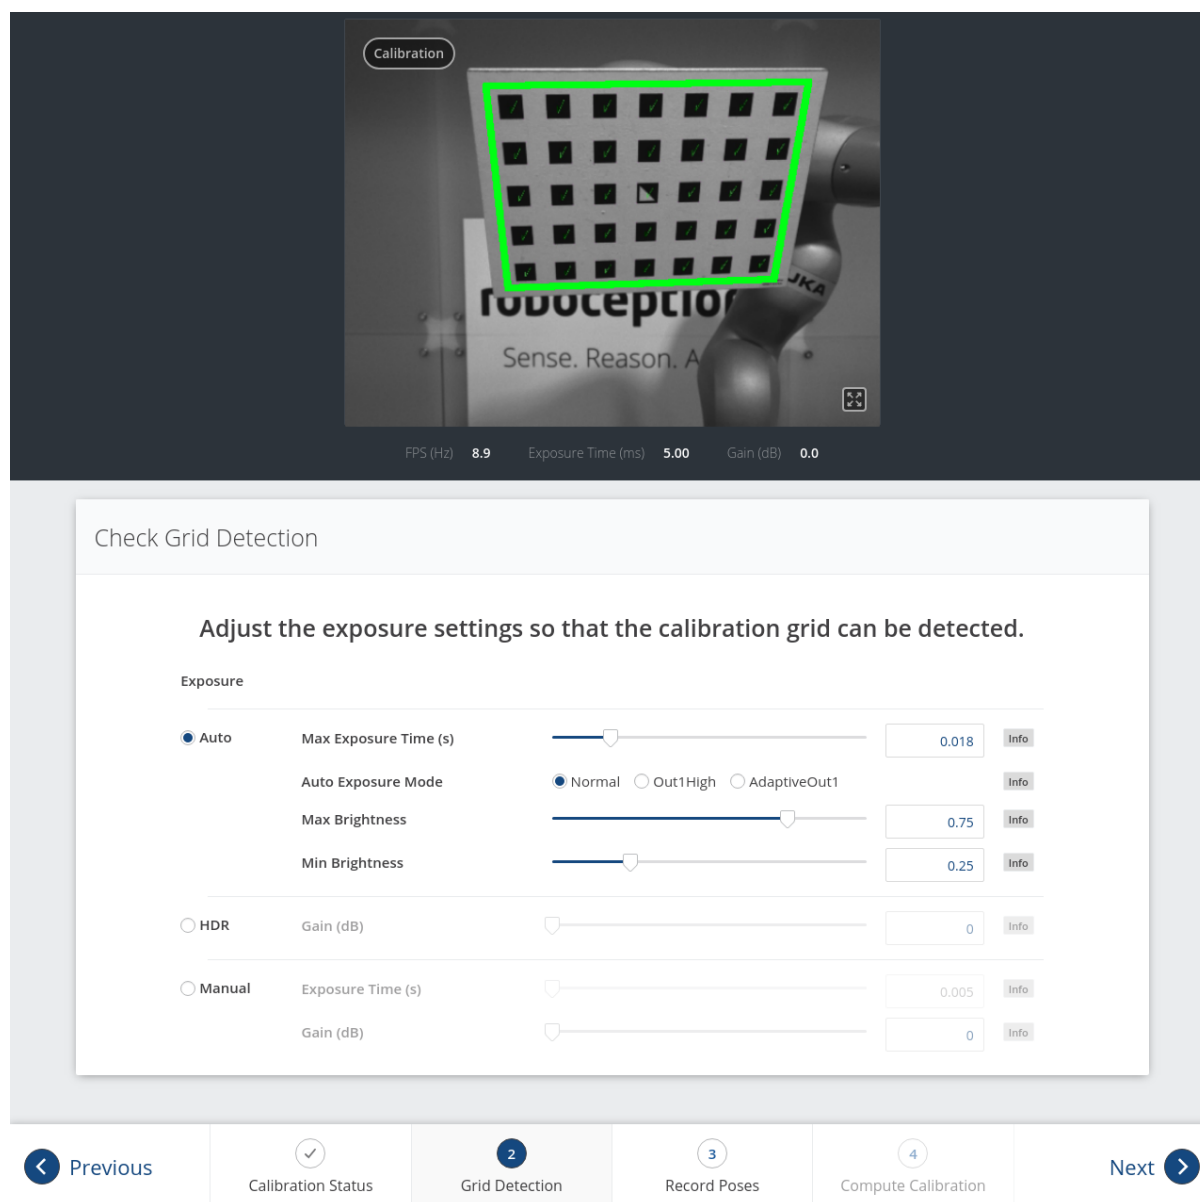 Calibration
JKA
roboception
Sense. Reason. A
FPS (Hz) 8.9 Exposure Time (ms) 5.00 Gain (dB) 0.0
Check Grid Detection
Adjust the exposure settings so that the calibration grid can be detected.
Exposure
Auto Max Exposure Time (s) 0.018 Info
Auto Exposure Mode Normal Out1High AdaptiveOut1 Info
Max Brightness 0.75 Info
Min Brightness 0.25 Info
HDR Gain (dB) 0 Info
Manual Exposure Time (s) 0.005 Info
Gain (dB) 0 Info
Previous
2 3 4
Calibration Status Grid Detection Record Poses Compute Calibration
Next